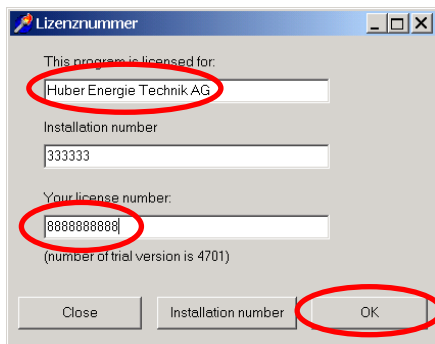 Lizenznummer
This program is licensed for:
Huber Energie Technik AG
Installation number
333333
Your license number:
8888888888
(number of trial version is 4701)
Close Installation number OK